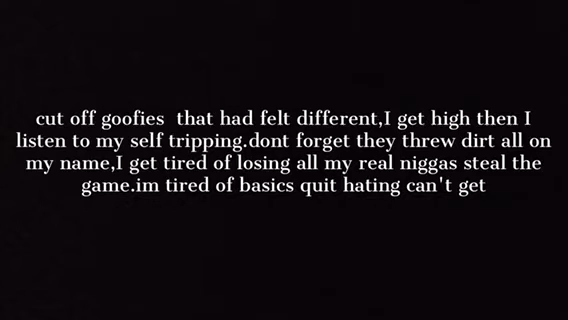 cut off goofies  that had felt different,I get high then I
listen to my self tripping.dont forget they threw dirt all on
my name,I get tired of losing all my real niggas steal the
game.im tired of basics quit hating can't get